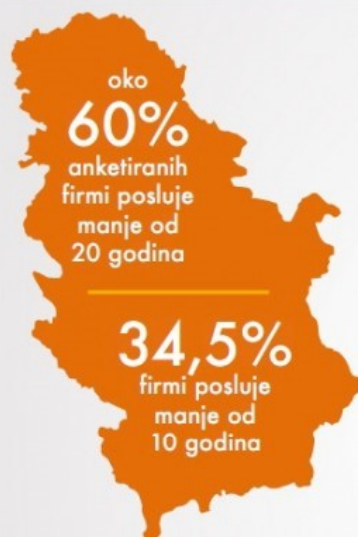 oko
60%
anketiranih
firmi posluje
manje od
20 godina
34,5%
firmi posluje
manje od
10 godina